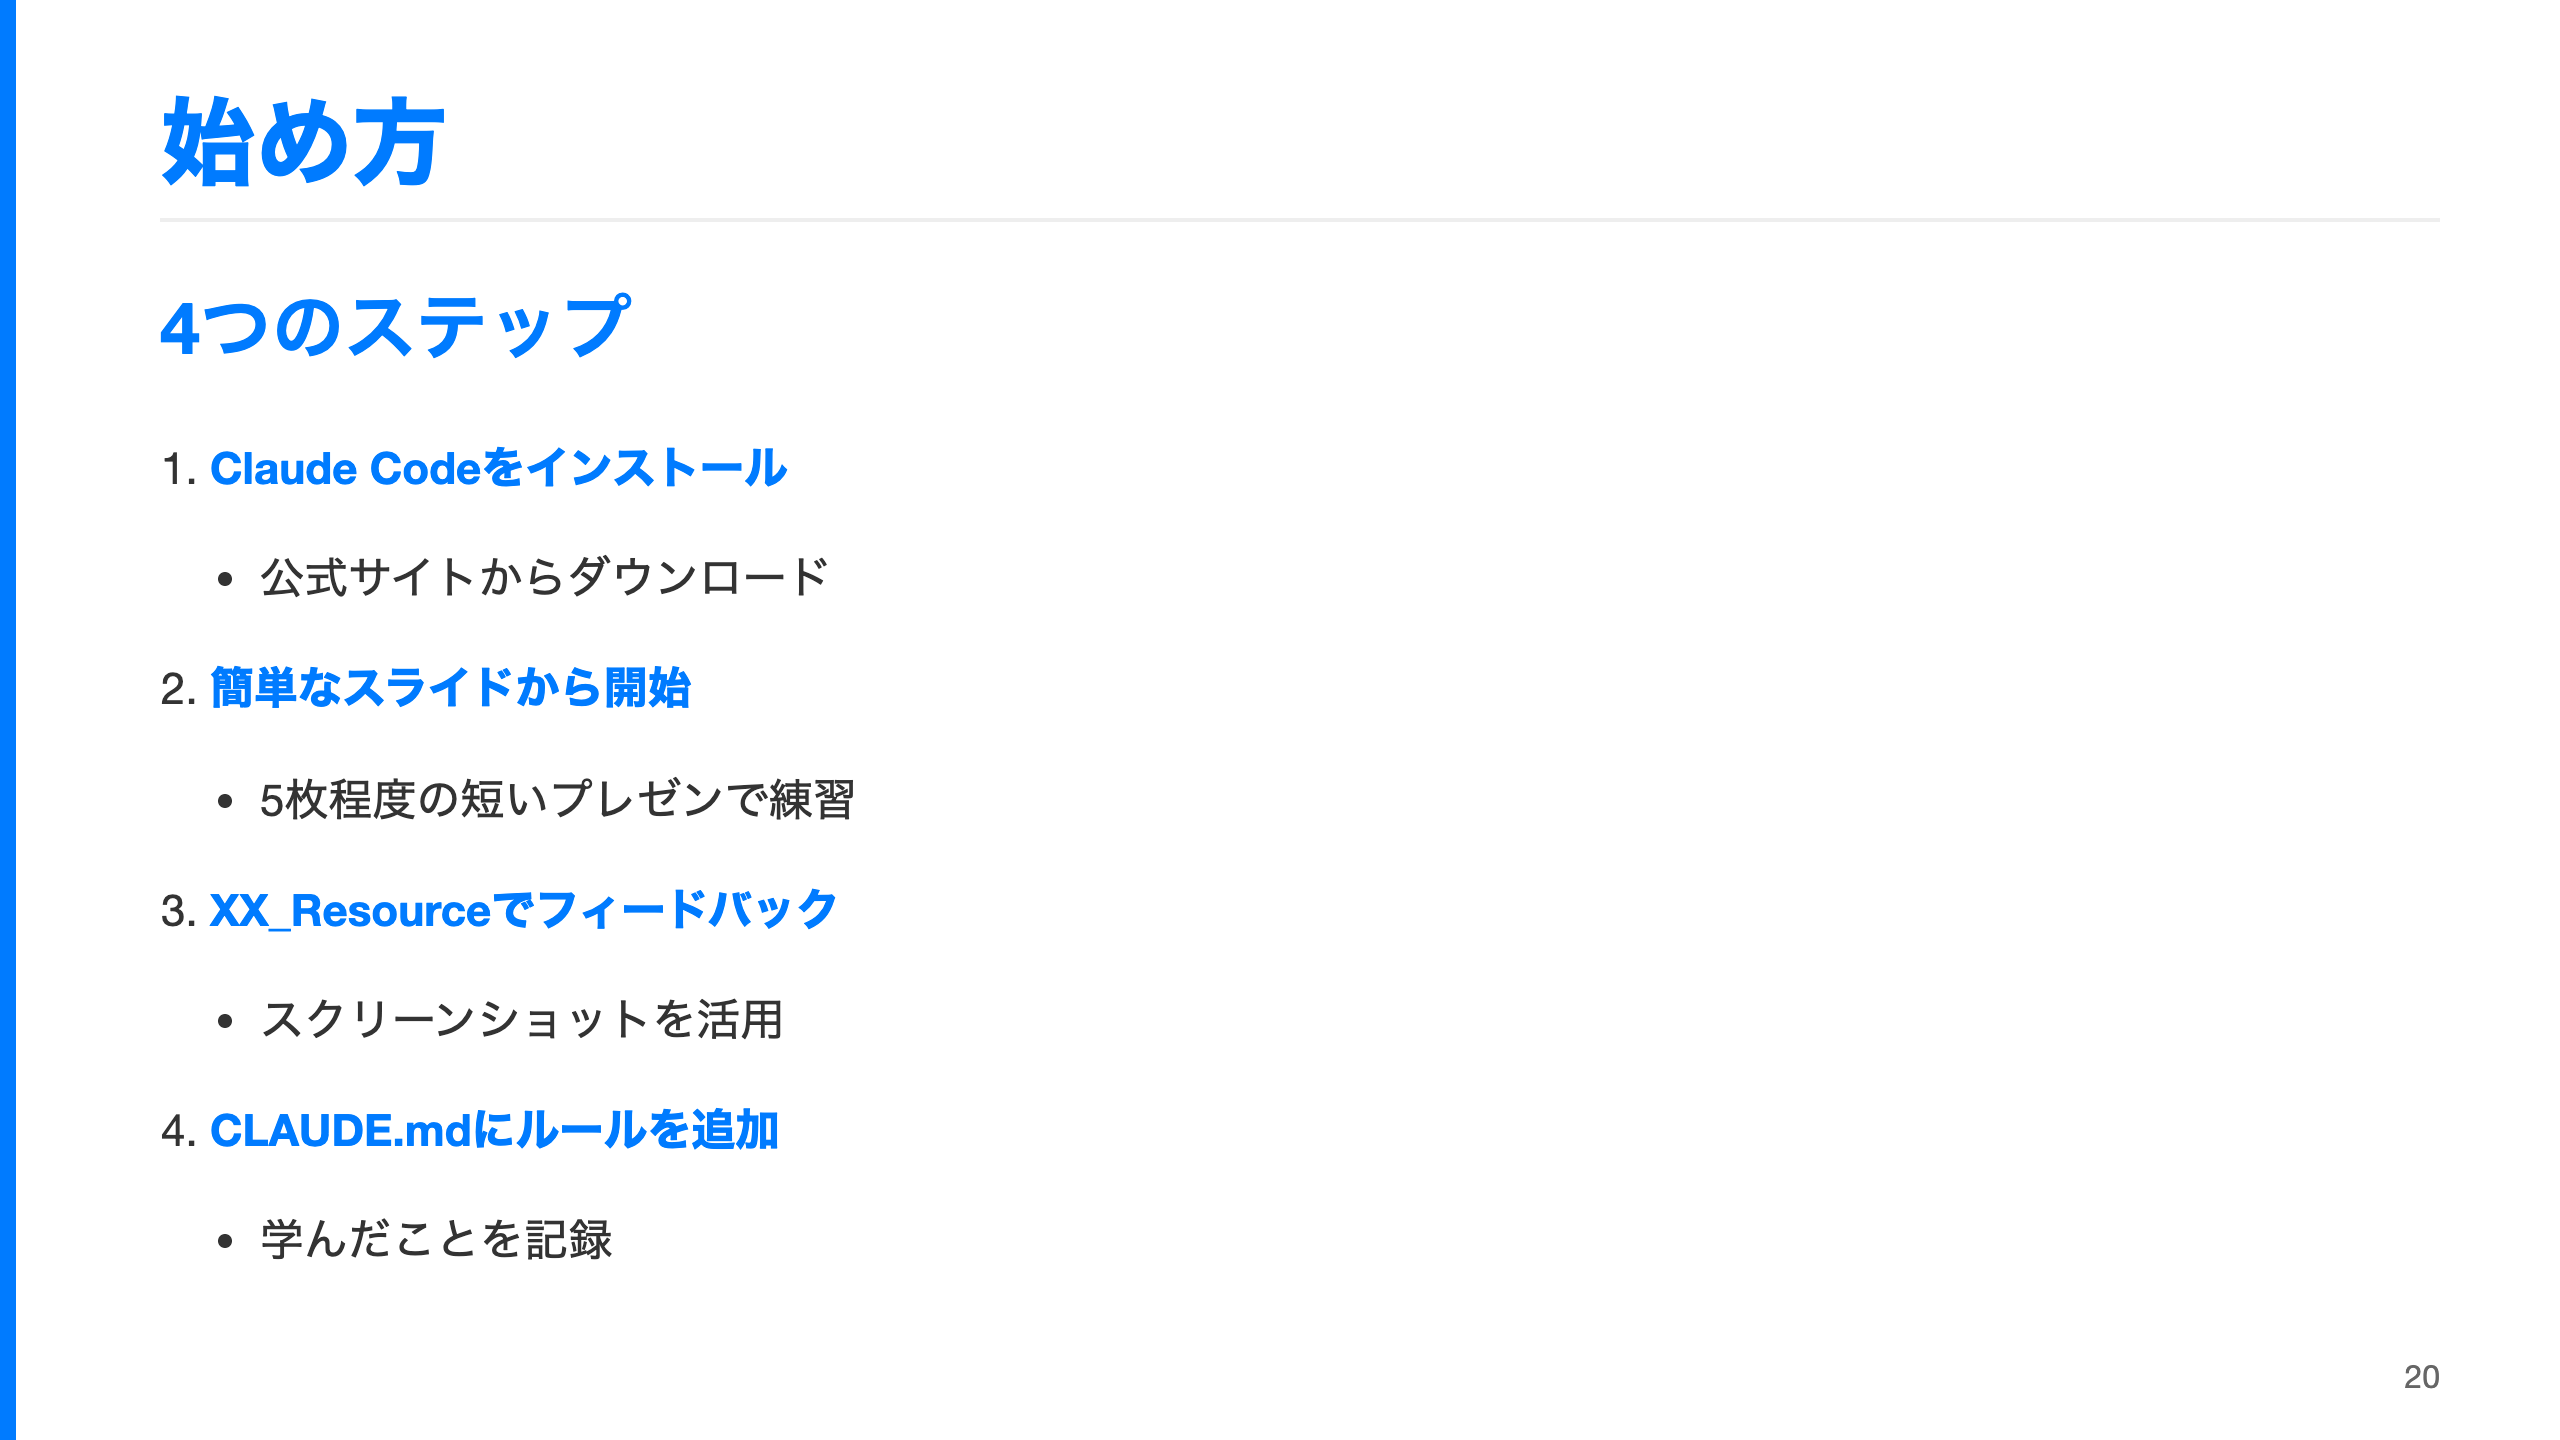 始め方
4つのステップ
1. Claude Codeをインストール
• 公式サイトからダウンロード
2. 簡単なスライドから開始
• 5枚程度の短いプレゼンで練習
3. XX_Resourceでフィードバック
• スクリーンショットを活用
4. CLAUDE.mdにルールを追加
• 学んだことを記録
20